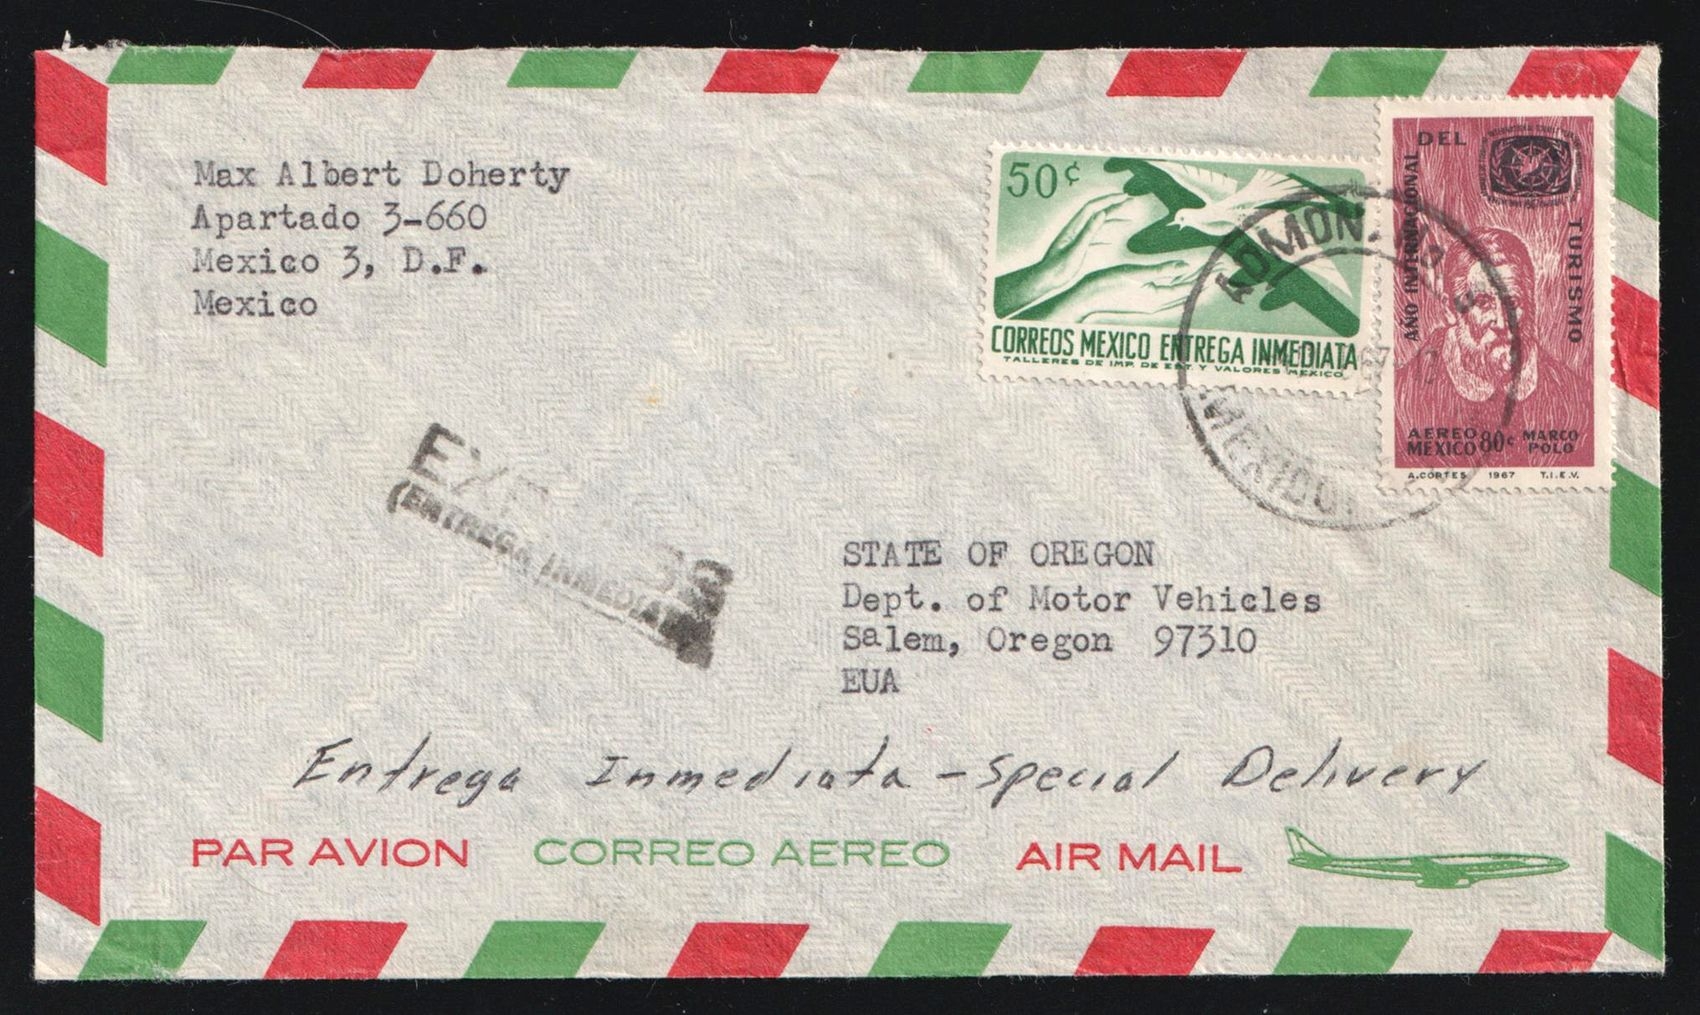 Max Albert Doherty
Apartado 3-660
Mexico 3, D.F.
Mexico
50¢
CORREOS MEXICO ENTREGA INMEDIATA
TALLERES DE IMP. DE EST. Y VALORES MEXICO
AÑO INTERNACIONAL
DEL
TURISMO
AEREO
MEXICO
80¢
MARCO
POLO
A.CORTES 1967 T.I.E.V.
MEXICO
(ENTREGA INMEDIATA
STATE OF OREGON
Dept. of Motor Vehicles
Salem, Oregon 97310
EUA
Entrega Inmediata - Special Delivery
PAR AVION CORREO AEREO AIR MAIL